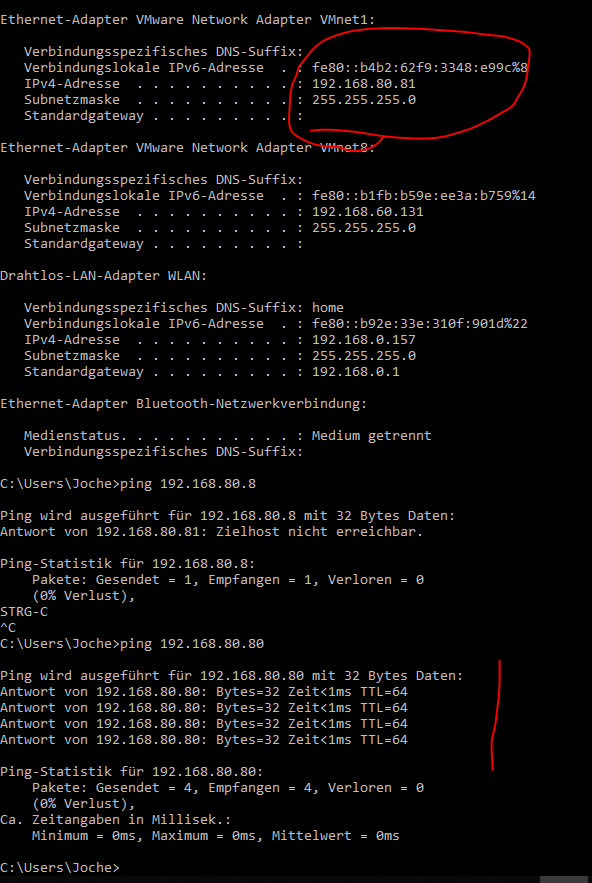 Ethernet-Adapter VMware Network Adapter VMnet1:
Verbindungsspezifisches DNS-Suffix:
Verbindungslokale IPv6-Adresse  . : fe80::b4b2:62f9:3348:e99c%8
IPv4-Adresse  . . . . . . . . . . : 192.168.80.81
Subnetzmaske  . . . . . . . . . . : 255.255.255.0
Standardgateway . . . . . . . . . :
Ethernet-Adapter VMware Network Adapter VMnet8:
Verbindungsspezifisches DNS-Suffix:
Verbindungslokale IPv6-Adresse  . : fe80::b1fb:b59e:ee3a:b759%14
IPv4-Adresse  . . . . . . . . . . : 192.168.60.131
Subnetzmaske  . . . . . . . . . . : 255.255.255.0
Standardgateway . . . . . . . . . :
Drahtlos-LAN-Adapter WLAN:
Verbindungsspezifisches DNS-Suffix: home
Verbindungslokale IPv6-Adresse  . : fe80::b92e:33e:310f:901d%22
IPv4-Adresse  . . . . . . . . . . : 192.168.0.157
Subnetzmaske  . . . . . . . . . . : 255.255.255.0
Standardgateway . . . . . . . . . : 192.168.0.1
Ethernet-Adapter Bluetooth-Netzwerkverbindung:
Medienstatus. . . . . . . . . . . : Medium getrennt
Verbindungsspezifisches DNS-Suffix:
C:\Users\Joche>ping 192.168.80.8
Ping wird ausgeführt für 192.168.80.8 mit 32 Bytes Daten:
Antwort von 192.168.80.81: Zielhost nicht erreichbar.
Ping-Statistik für 192.168.80.8:
Pakete: Gesendet = 1, Empfangen = 1, Verloren = 0
(0% Verlust),
STRG-C
^C
C:\Users\Joche>ping 192.168.80.80
Ping wird ausgeführt für 192.168.80.80 mit 32 Bytes Daten:
Antwort von 192.168.80.80: Bytes=32 Zeit<1ms TTL=64
Antwort von 192.168.80.80: Bytes=32 Zeit<1ms TTL=64
Antwort von 192.168.80.80: Bytes=32 Zeit<1ms TTL=64
Antwort von 192.168.80.80: Bytes=32 Zeit<1ms TTL=64
Ping-Statistik für 192.168.80.80:
Pakete: Gesendet = 4, Empfangen = 4, Verloren = 0
(0% Verlust),
Ca. Zeitangaben in Millisek.:
Minimum = 0ms, Maximum = 0ms, Mittelwert = 0ms
C:\Users\Joche>